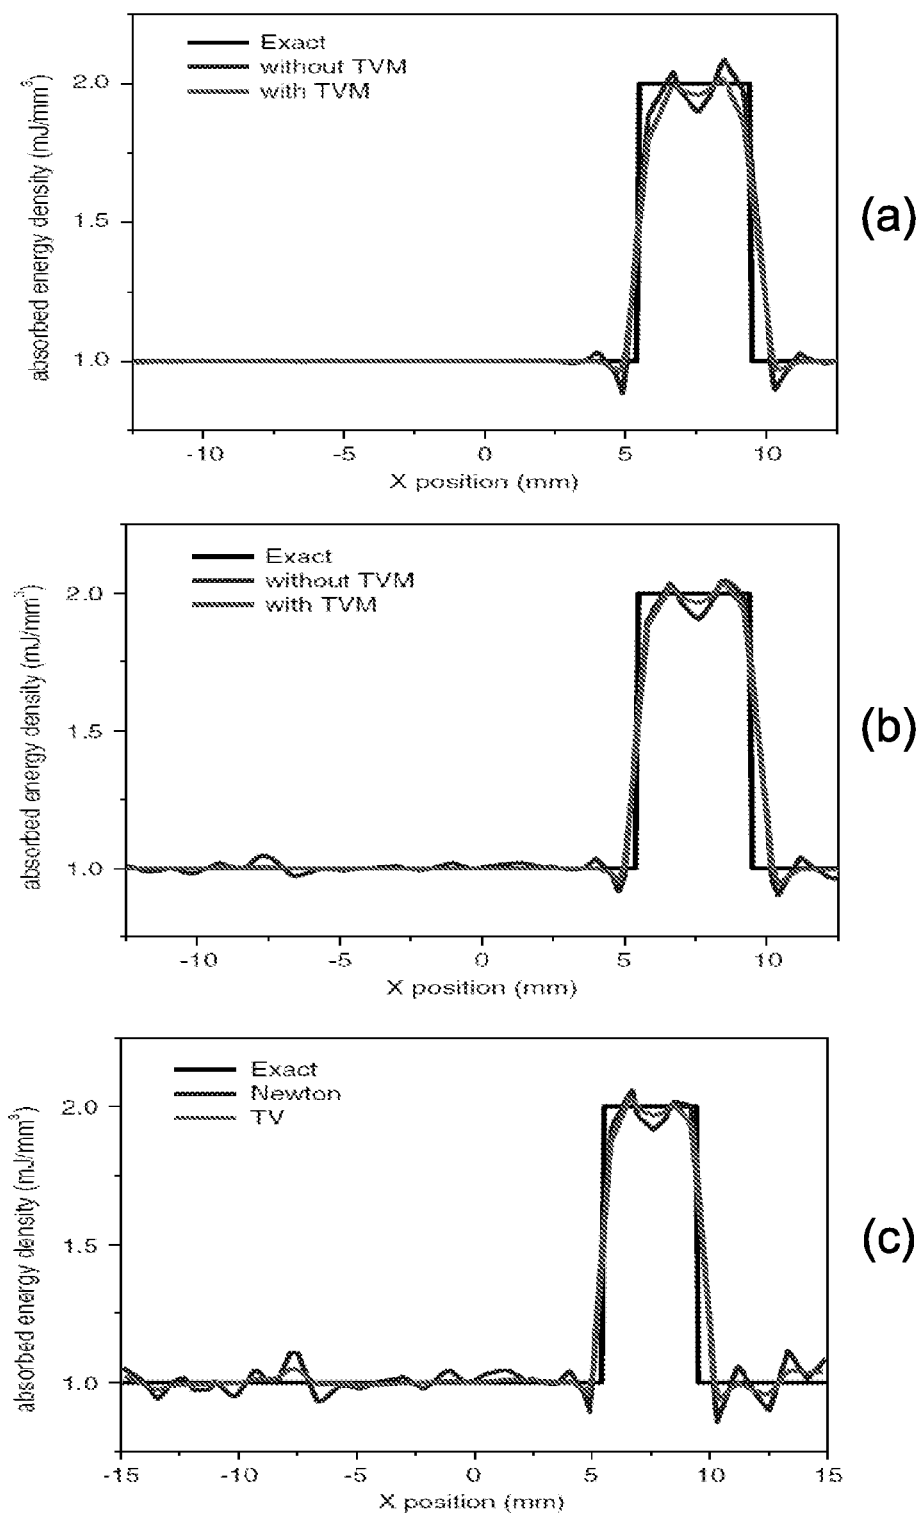 Exact
without TVM
with TVM
absorbed energy density (mJ/mm³)
2.0
1.5
1.0
-10 -5 0 5 10
X position (mm)
(a)
Exact
without TVM
with TVM
absorbed energy density (mJ/mm³)
2.0
1.5
1.0
-10 -5 0 5 10
X position (mm)
(b)
Exact
Newton
TV
absorbed energy density (mJ/mm³)
2.0
1.5
1.0
-15 -10 -5 0 5 10 15
X position (mm)
(c)